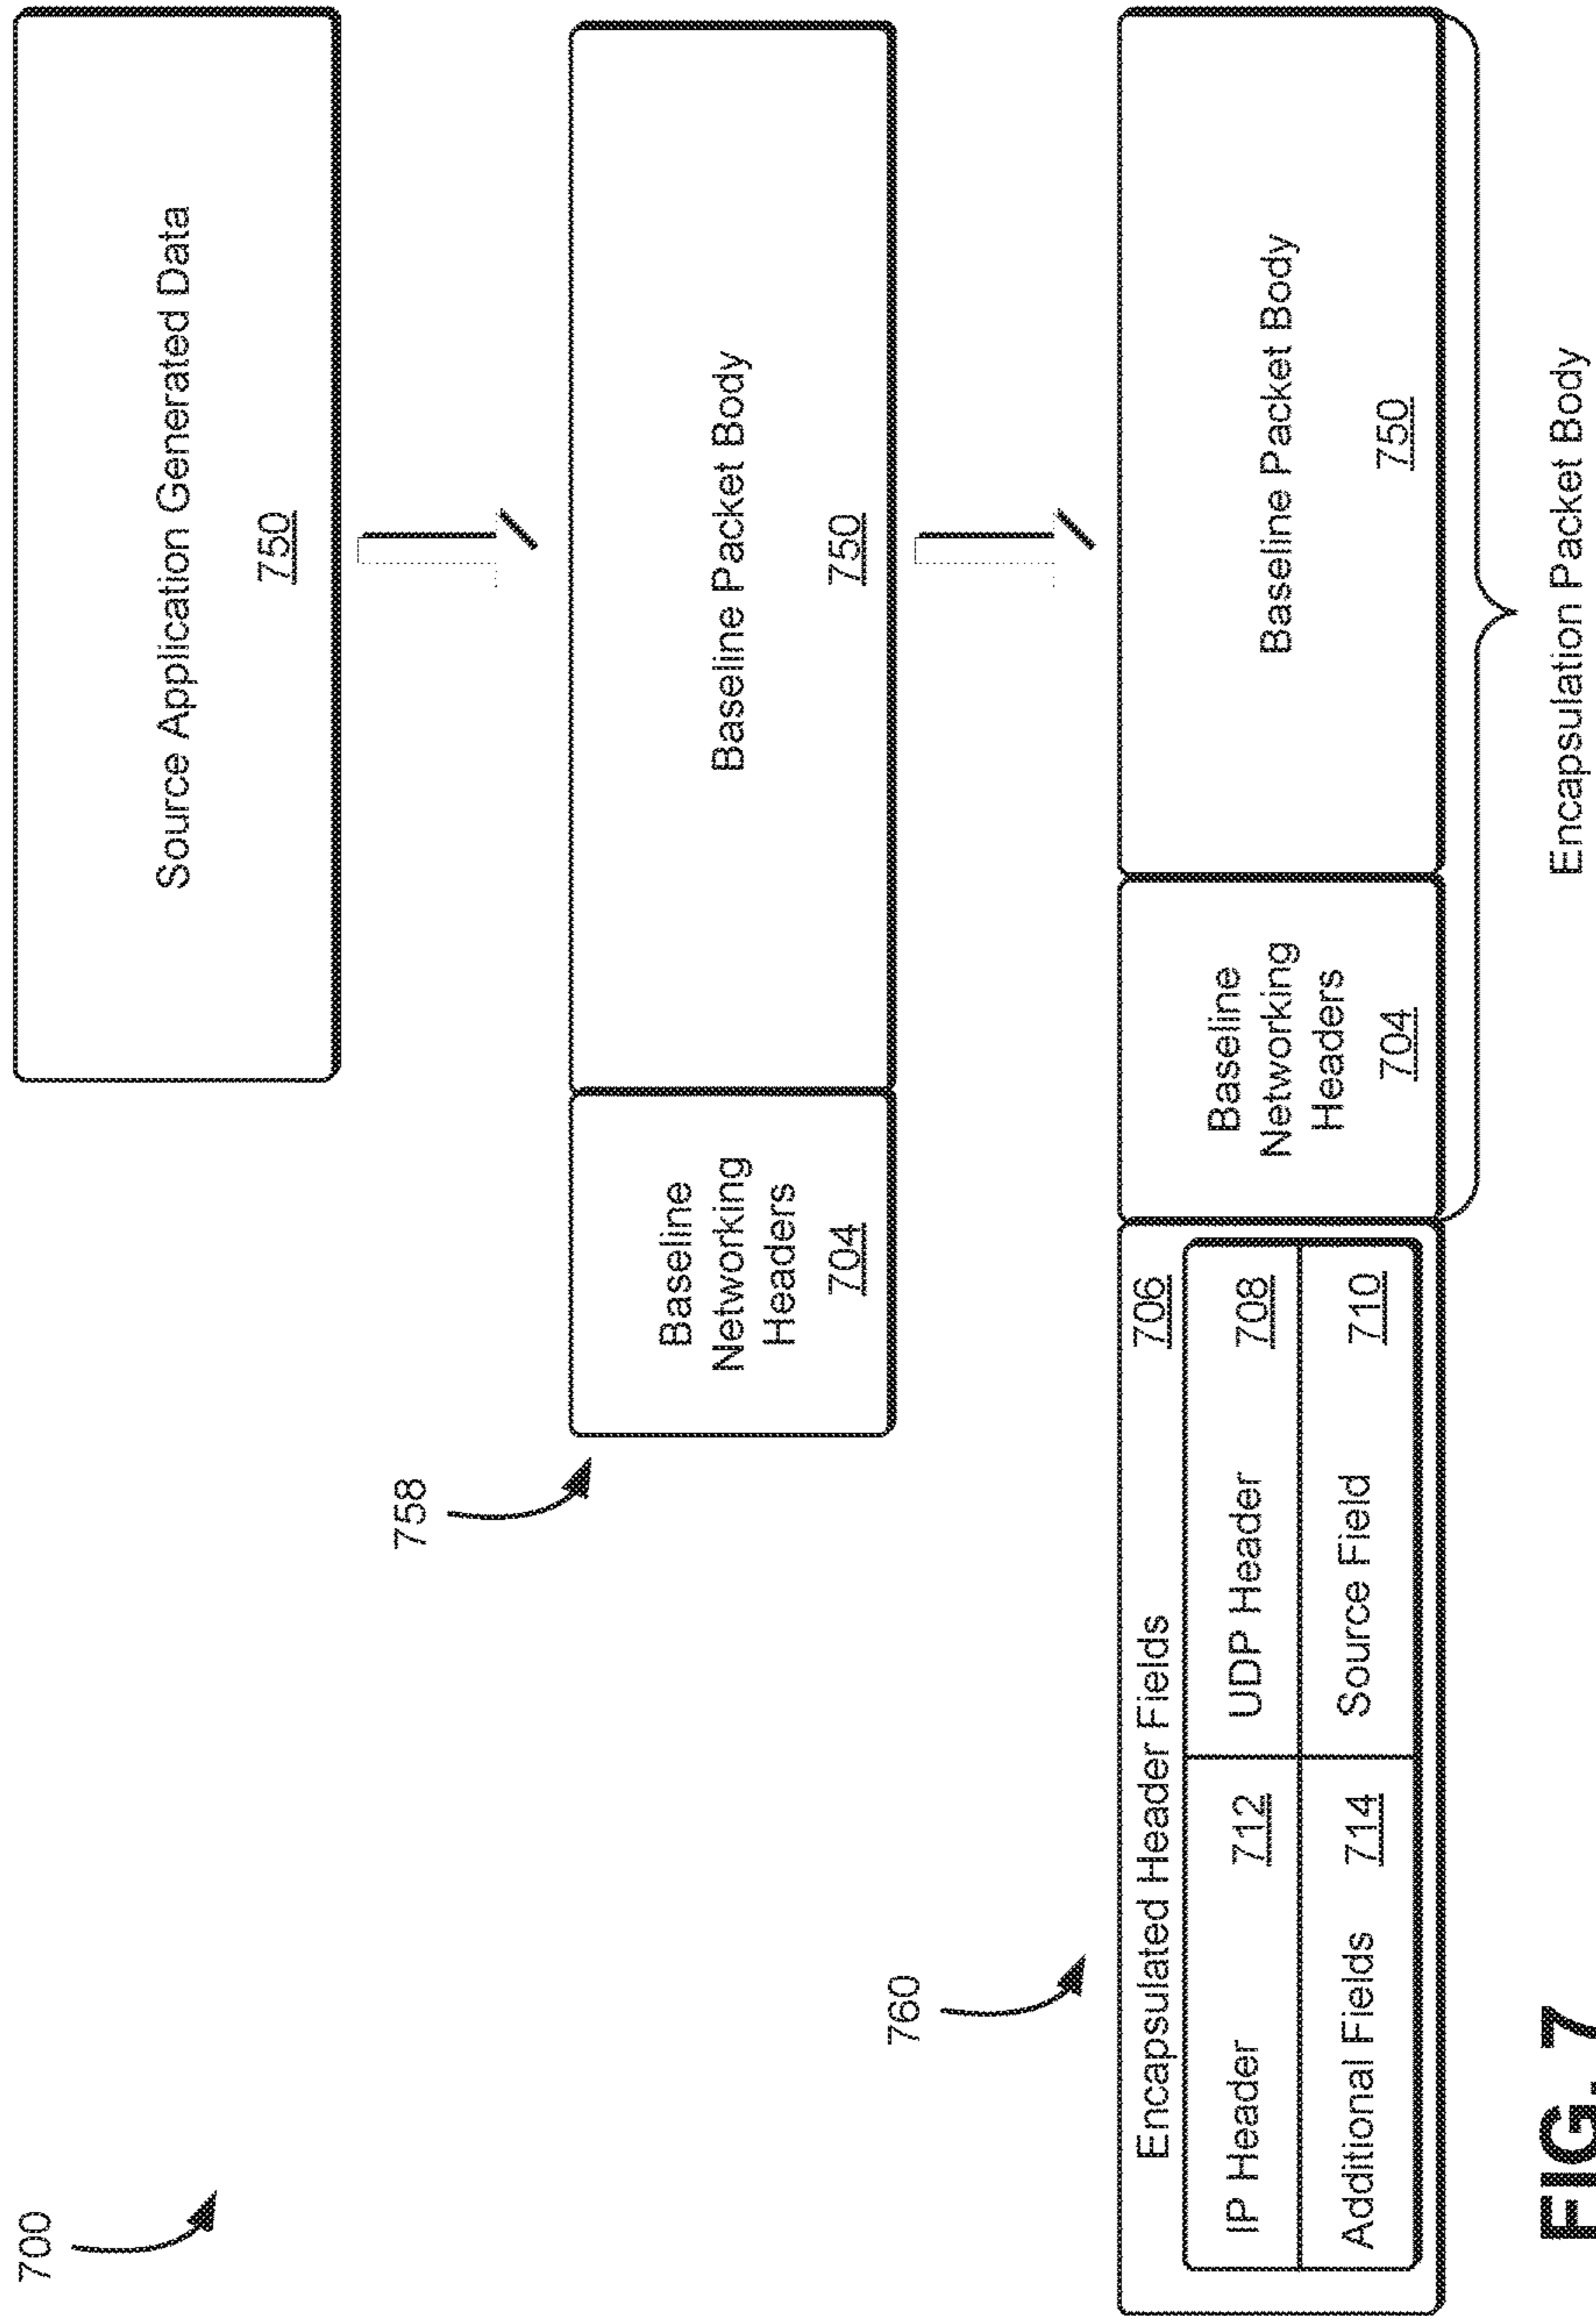 700
Source Application Generated Data
750
758
Baseline
Networking
Headers
704
Baseline Packet Body
750
760
Encapsulated Header Fields
706
IP Header
712
UDP Header
708
Additional Fields
714
Source Field
710
Baseline
Networking
Headers
704
Baseline Packet Body
750
Encapsulation Packet Body
FIG. 7